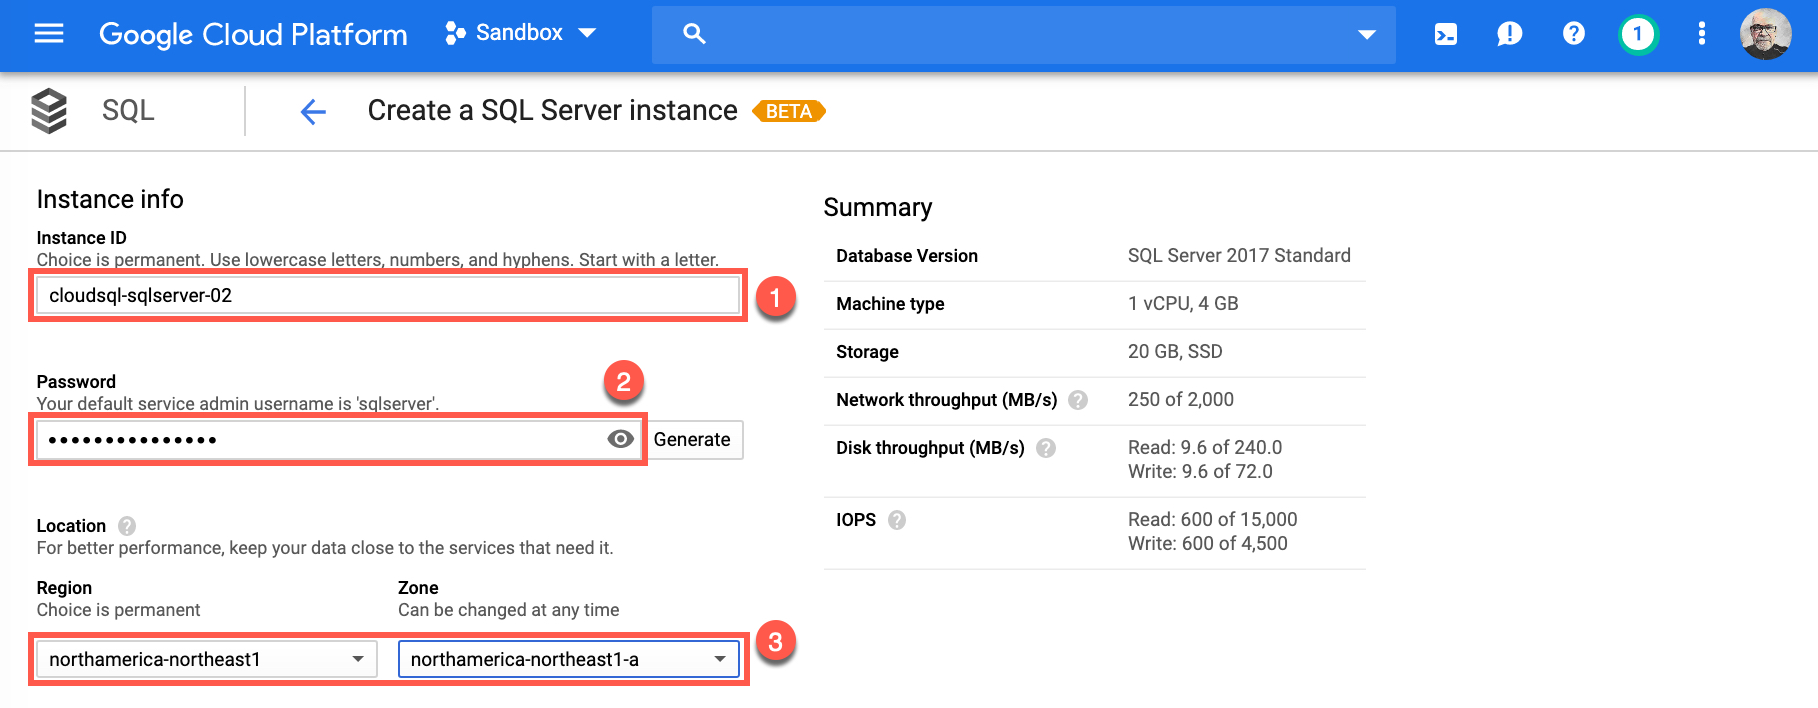 Google Cloud Platform
Sandbox
1
SQL
Create a SQL Server instance
BETA
Instance info
Instance ID
Choice is permanent. Use lowercase letters, numbers, and hyphens. Start with a letter.
cloudsql-sqlserver-02
1
Password
2
Your default service admin username is 'sqlserver'.
•••••••••••••••
Generate
Location ?
For better performance, keep your data close to the services that need it.
Region
Choice is permanent
Zone
Can be changed at any time
northamerica-northeast1
northamerica-northeast1-a
3
Summary
Database Version SQL Server 2017 Standard
Machine type 1 vCPU, 4 GB
Storage 20 GB, SSD
Network throughput (MB/s) ? 250 of 2,000
Disk throughput (MB/s) ? Read: 9.6 of 240.0
Write: 9.6 of 72.0
IOPS ? Read: 600 of 15,000
Write: 600 of 4,500